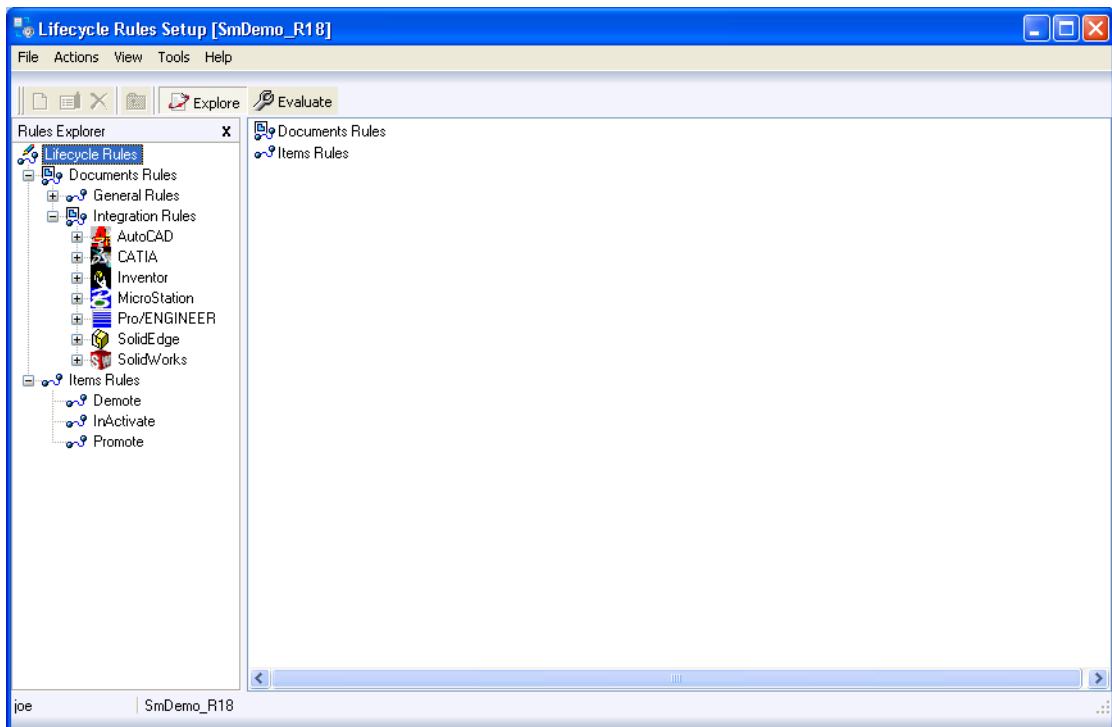 Lifecycle Rules Setup [SmDemo_R18]
File Actions View Tools Help
Explore Evaluate
Rules Explorer x
Lifecycle Rules
Documents Rules
General Rules
Integration Rules
AutoCAD
CATIA
Inventor
MicroStation
Pro/ENGINEER
SolidEdge
SolidWorks
Items Rules
Demote
InActivate
Promote
Documents Rules
Items Rules
joe SmDemo_R18